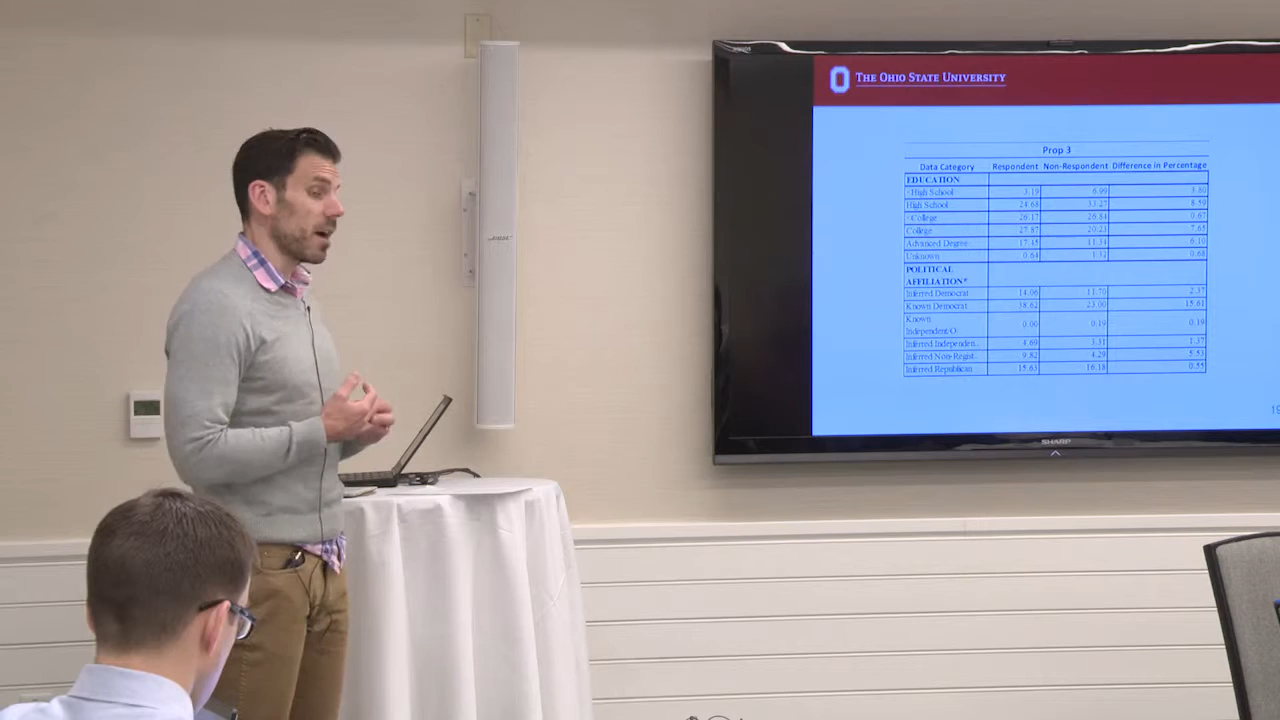 THE OHIO STATE UNIVERSITY
Prop 3
Data Category Respondent Non-Respondent Difference in Percentage
EDUCATION
<High School 3.19 6.99 3.80
High School 24.68 33.27 8.59
<College 26.17 26.84 0.67
College 27.87 20.23 7.65
Advanced Degree 17.45 11.34 6.10
Unknown 0.64 1.32 0.68
POLITICAL
AFFILIATION*
Inferred Democrat 14.06 11.70 2.37
Known Democrat 38.62 23.00 15.61
Known
Independent/O. 0.00 0.19 0.19
Inferred Independen.. 4.69 3.31 1.37
Inferred Non-Regist.. 9.82 4.29 5.53
Inferred Republican 15.63 16.18 0.55
19
SHARP
BOSE